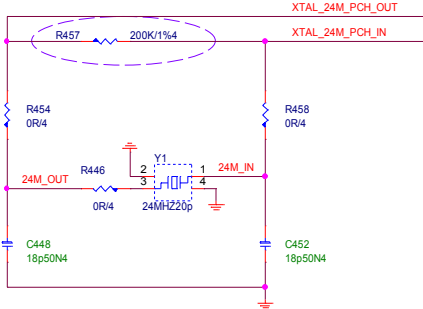 XTAL_24M_PCH_OUT
R457 200K/1%4 XTAL_24M_PCH_IN
R454
0R/4
R458
0R/4
Y1
R446 2 1 24M_IN
24M_OUT 3 4
0R/4 24MHZ20p
C448
18p50N4
C452
18p50N4